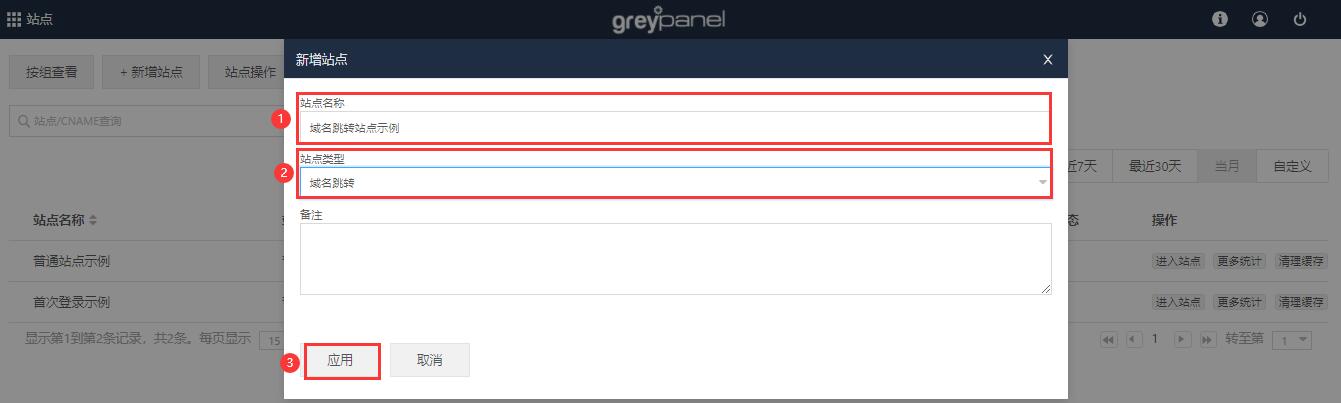 站点
greypanel
按组查看
+ 新增站点
站点操作
新增站点
X
站点/CNAME查询
1
站点名称
域名跳转站点示例
2
站点类型
域名跳转
近7天
最近30天
当月
自定义
备注
站点名称
态
操作
普通站点示例
进入站点
更多统计
清理缓存
首次登录示例
进入站点
更多统计
清理缓存
显示第1到第2条记录，共2条。每页显示
15
1
转至第
1
3
应用
取消